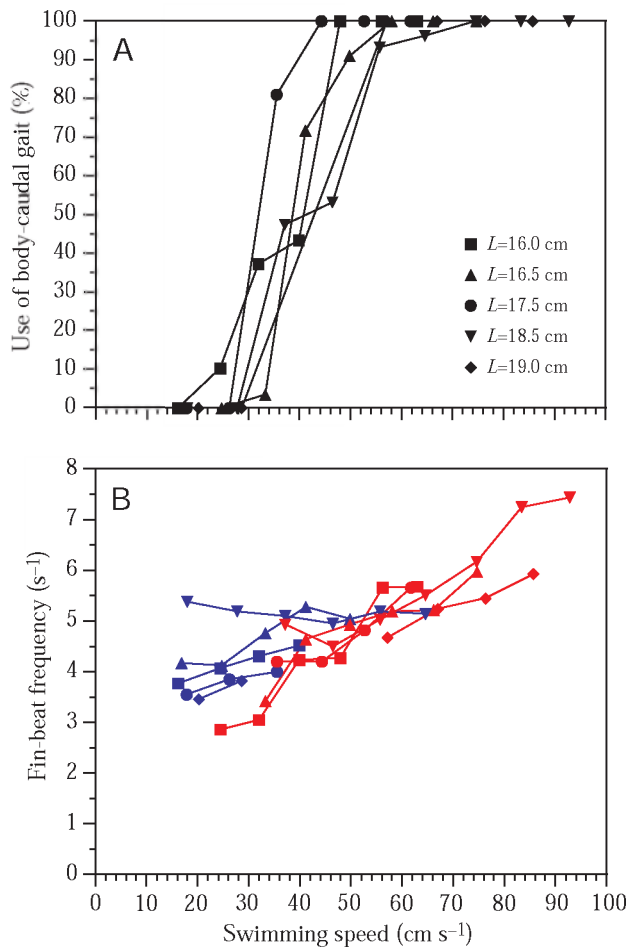 A
Use of body-caudal gait (%)
100
90
80
70
60
50
40
30
20
10
0
L=16.0 cm
L=16.5 cm
L=17.5 cm
L=18.5 cm
L=19.0 cm
B
Fin-beat frequency (s⁻¹)
8
7
6
5
4
3
2
1
0
0 10 20 30 40 50 60 70 80 90 100
Swimming speed (cm s⁻¹)